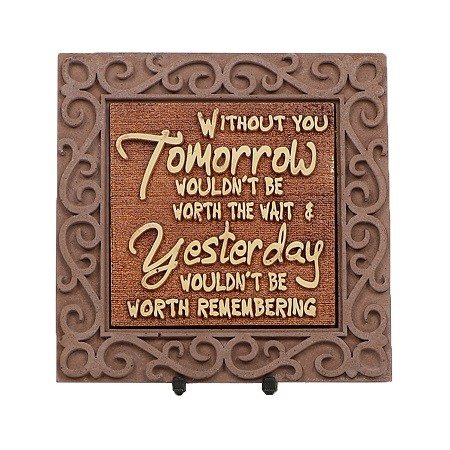 WITHOUT YOU
Tomorrow
WOULDN'T BE
WORTH THE WAIT &
Yesterday
WOULDN'T BE
WORTH REMEMBERING